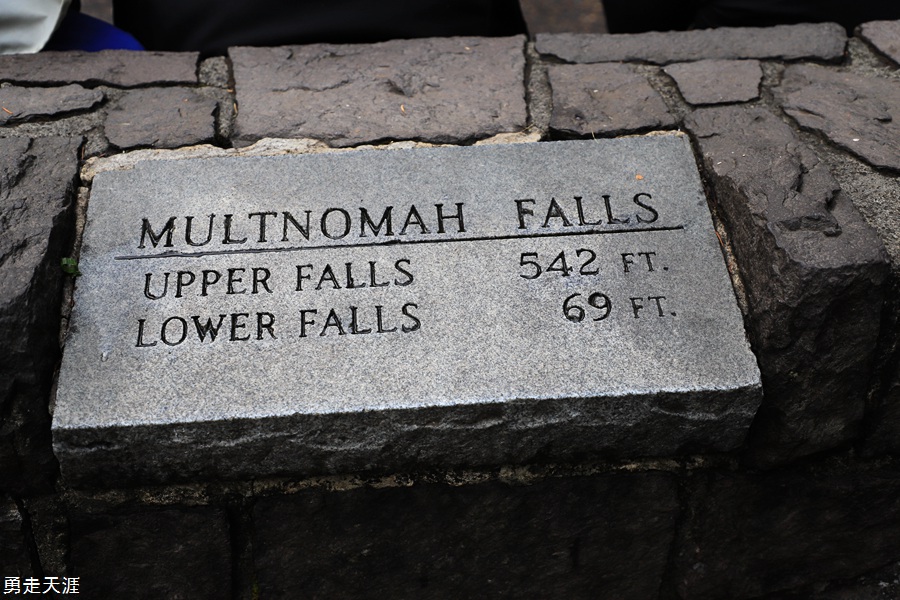 MULTNOMAH FALLS
UPPER FALLS 542 FT.
LOWER FALLS 69 FT.
勇走天涯